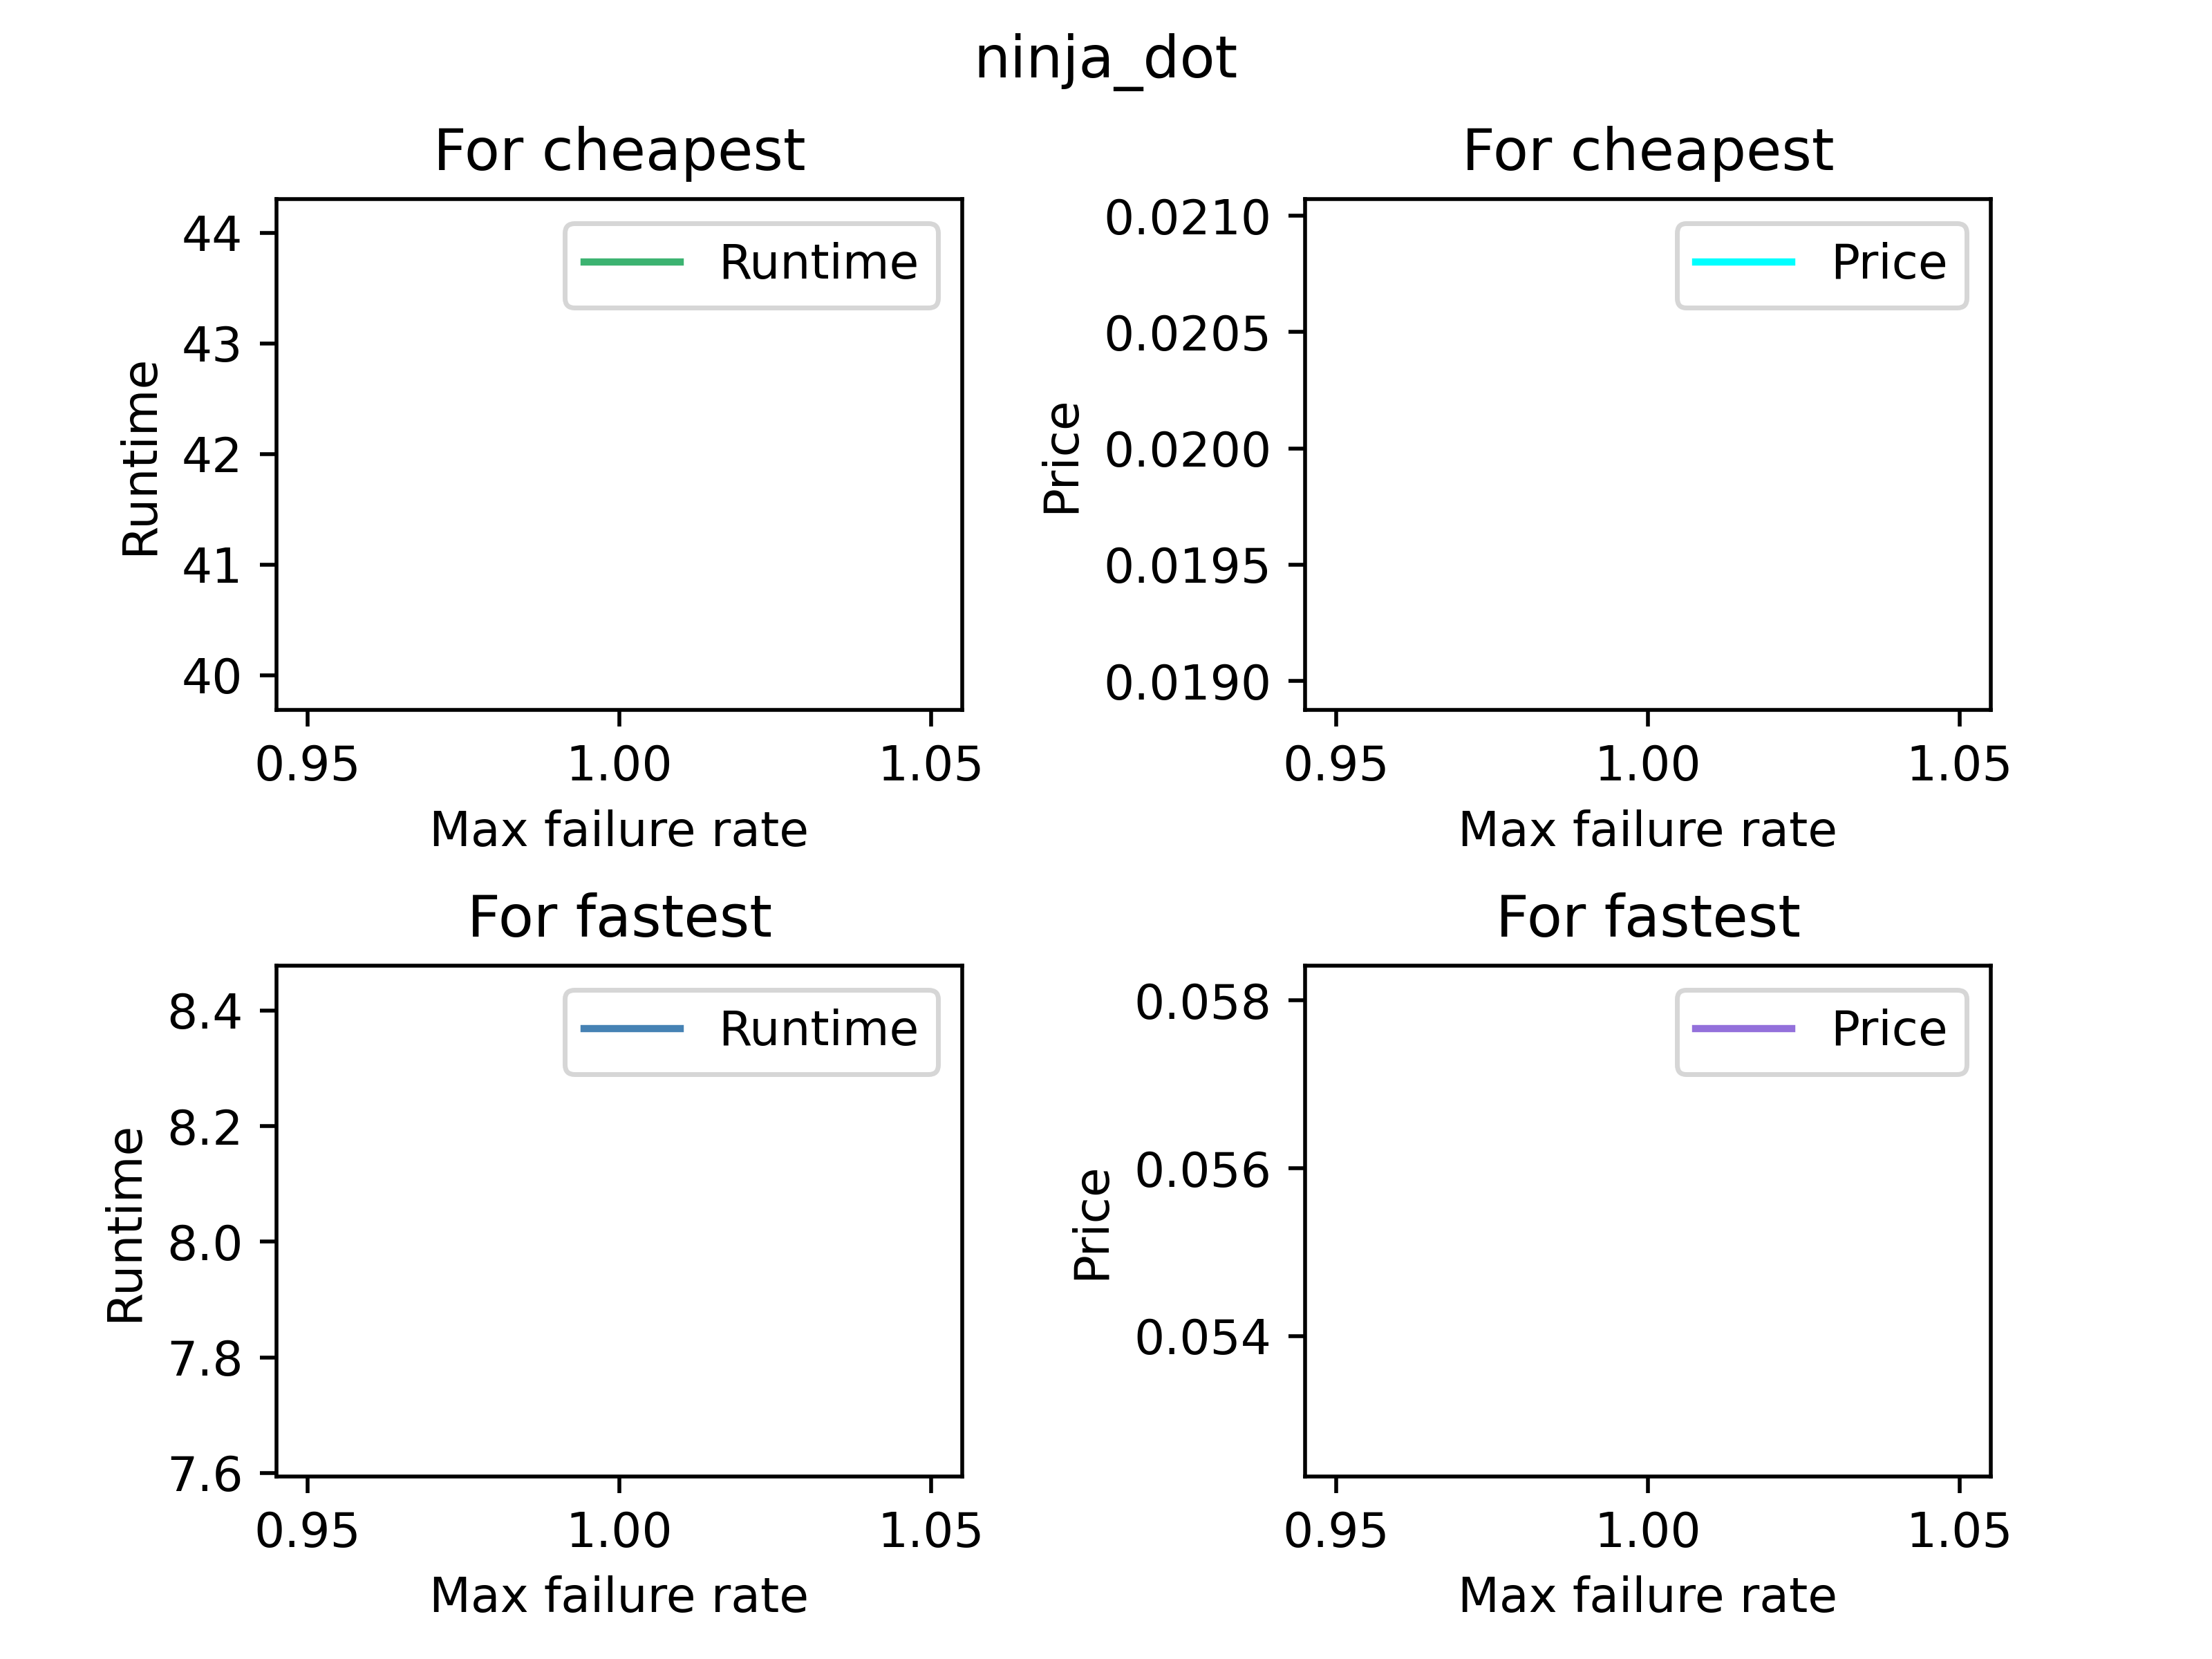 ninja_dot
For cheapest
Runtime
44
43
42
41
40
Runtime
0.95 1.00 1.05
Max failure rate
For cheapest
Price
0.0210
0.0205
0.0200
0.0195
0.0190
Price
0.95 1.00 1.05
Max failure rate
For fastest
Runtime
8.4
8.2
8.0
7.8
7.6
Runtime
0.95 1.00 1.05
Max failure rate
For fastest
Price
0.058
0.056
0.054
Price
0.95 1.00 1.05
Max failure rate